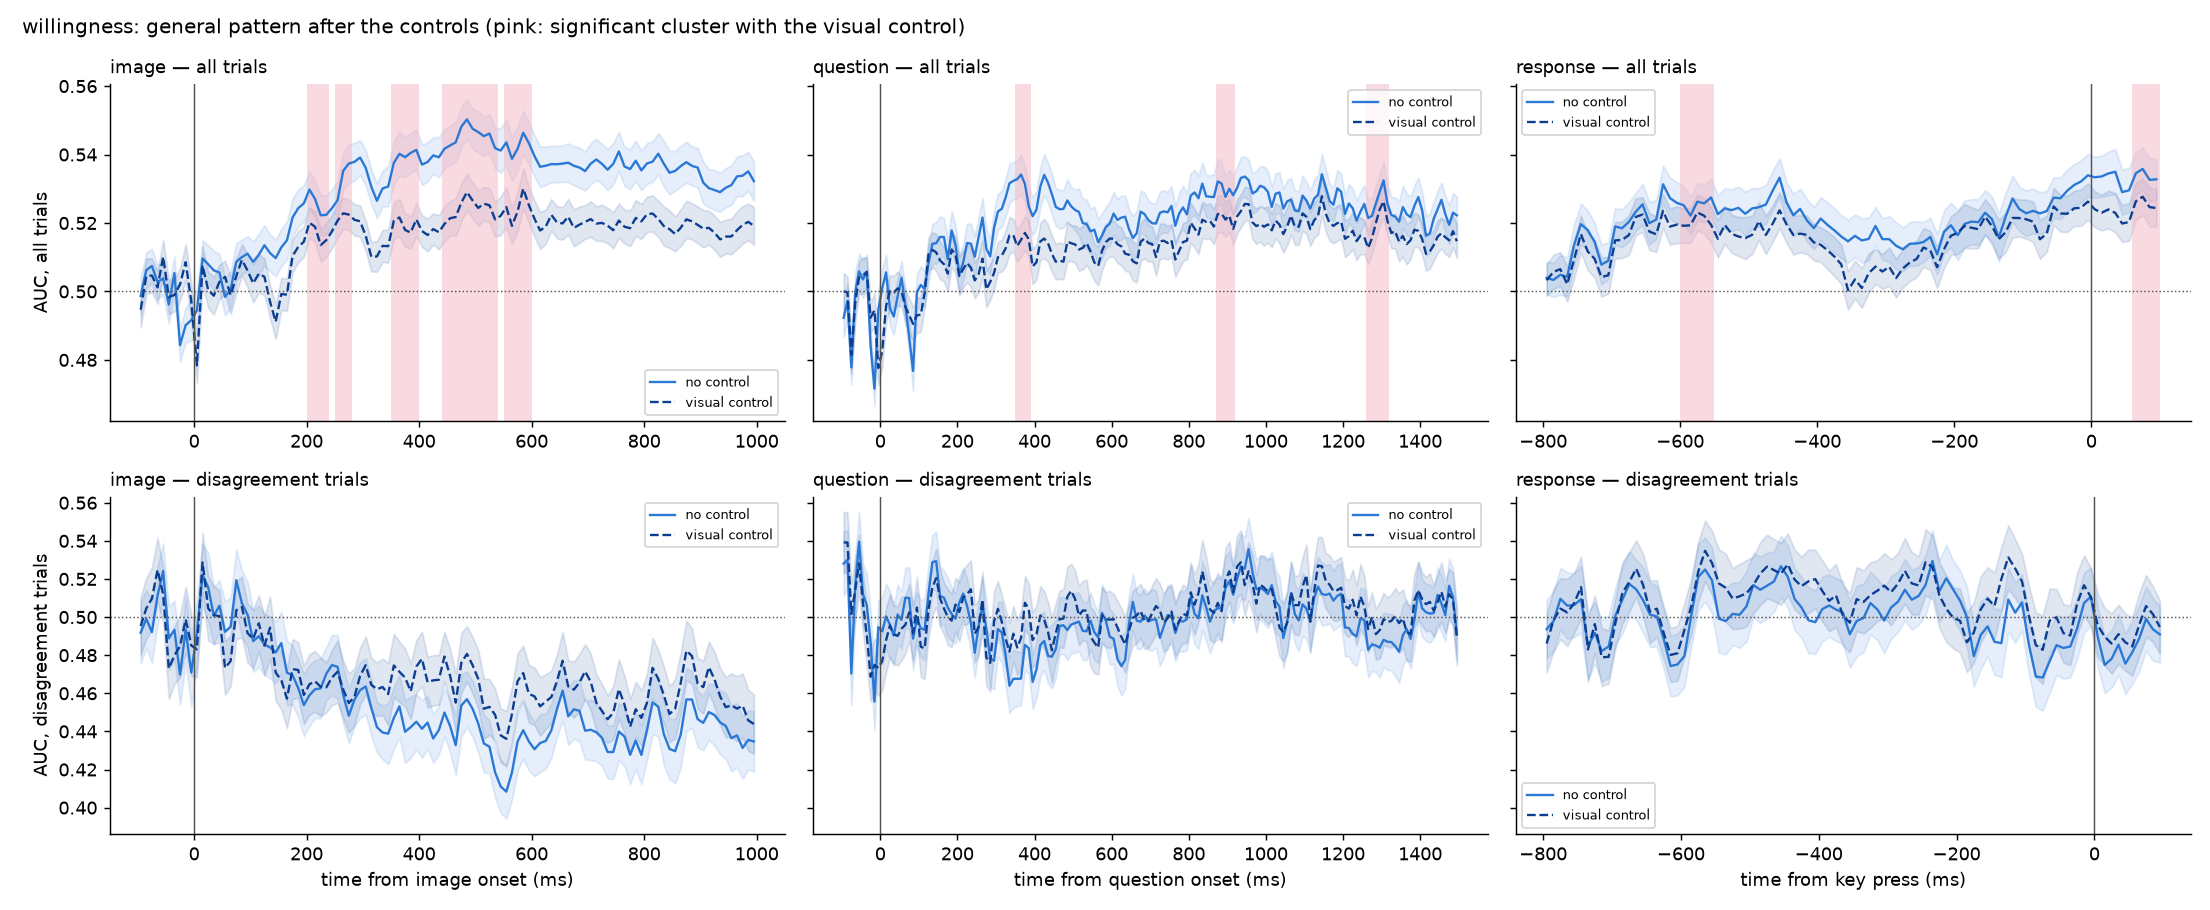 willingness: general pattern after the controls (pink: significant cluster with the visual control)
image — all trials
question — all trials
response — all trials
AUC, all trials
0.56
0.54
0.52
0.50
0.48
no control
visual control
no control
visual control
no control
visual control
0 200 400 600 800 1000
0 200 400 600 800 1000 1200 1400
−800 −600 −400 −200 0
image — disagreement trials
question — disagreement trials
response — disagreement trials
AUC, disagreement trials
0.56
0.54
0.52
0.50
0.48
0.46
0.44
0.42
0.40
no control
visual control
no control
visual control
no control
visual control
0 200 400 600 800 1000
0 200 400 600 800 1000 1200 1400
−800 −600 −400 −200 0
time from image onset (ms)
time from question onset (ms)
time from key press (ms)